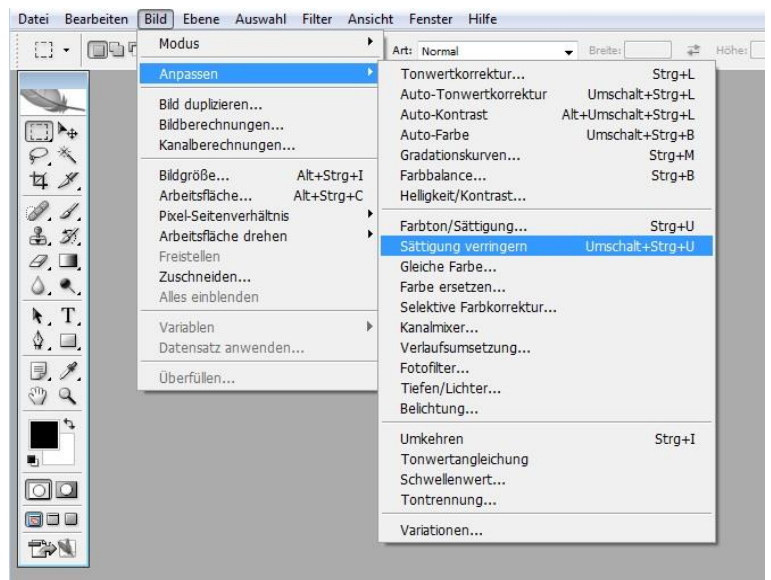 Datei Bearbeiten Bild Ebene Auswahl Filter Ansicht Fenster Hilfe
Art: Normal Breite: Höhe:
Modus
Anpassen
Bild duplizieren...
Bildberechnungen...
Kanalberechnungen...
Bildgröße... Alt+Strg+I
Arbeitsfläche... Alt+Strg+C
Pixel-Seitenverhältnis
Arbeitsfläche drehen
Freistellen
Zuschneiden...
Alles einblenden
Variablen
Datensatz anwenden...
Überfüllen...
Tonwertkorrektur... Strg+L
Auto-Tonwertkorrektur Umschalt+Strg+L
Auto-Kontrast Alt+Umschalt+Strg+L
Auto-Farbe Umschalt+Strg+B
Gradationskurven... Strg+M
Farbbalance... Strg+B
Helligkeit/Kontrast...
Farbton/Sättigung... Strg+U
Sättigung verringern Umschalt+Strg+U
Gleiche Farbe...
Farbe ersetzen...
Selektive Farbkorrektur...
Kanalmixer...
Verlaufsumsetzung...
Fotofilter...
Tiefen/Lichter...
Belichtung...
Umkehren Strg+I
Tonwertangleichung
Schwellenwert...
Tontrennung...
Variationen...